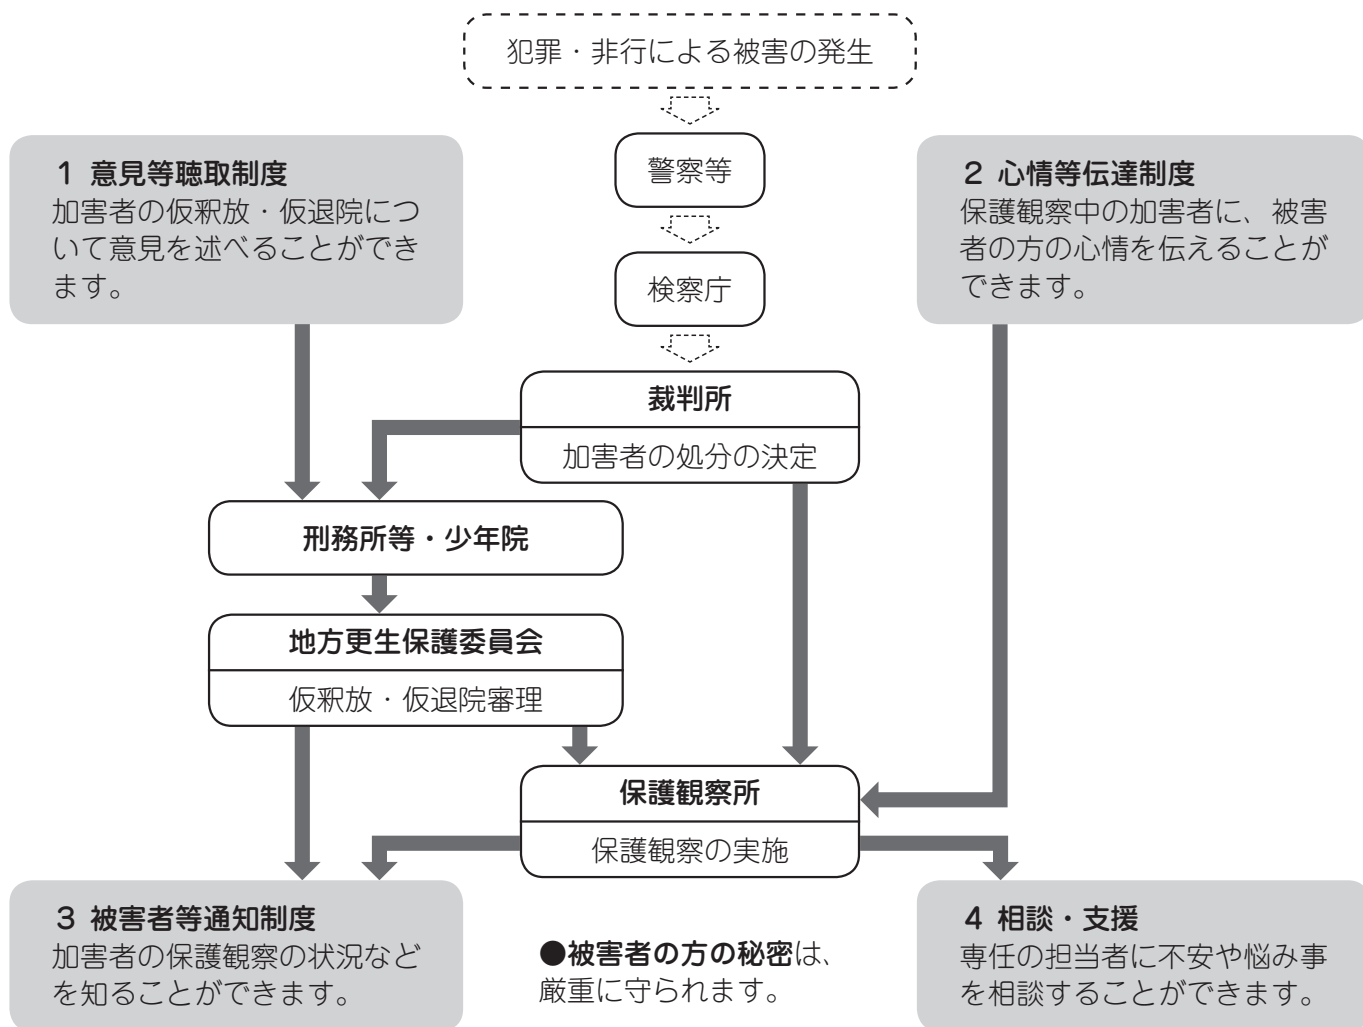 犯罪・非行による被害の発生
警察等
1 意見等聴取制度
加害者の仮釈放・仮退院につ
いて意見を述べることができ
ます。
2 心情等伝達制度
保護観察中の加害者に、被害
者の方の心情を伝えることが
できます。
検察庁
裁判所
加害者の処分の決定
刑務所等・少年院
地方更生保護委員会
仮釈放・仮退院審理
保護観察所
保護観察の実施
3 被害者等通知制度
加害者の保護観察の状況など
を知ることができます。
●被害者の方の秘密は、
厳重に守られます。
4 相談・支援
専任の担当者に不安や悩み事
を相談することができます。